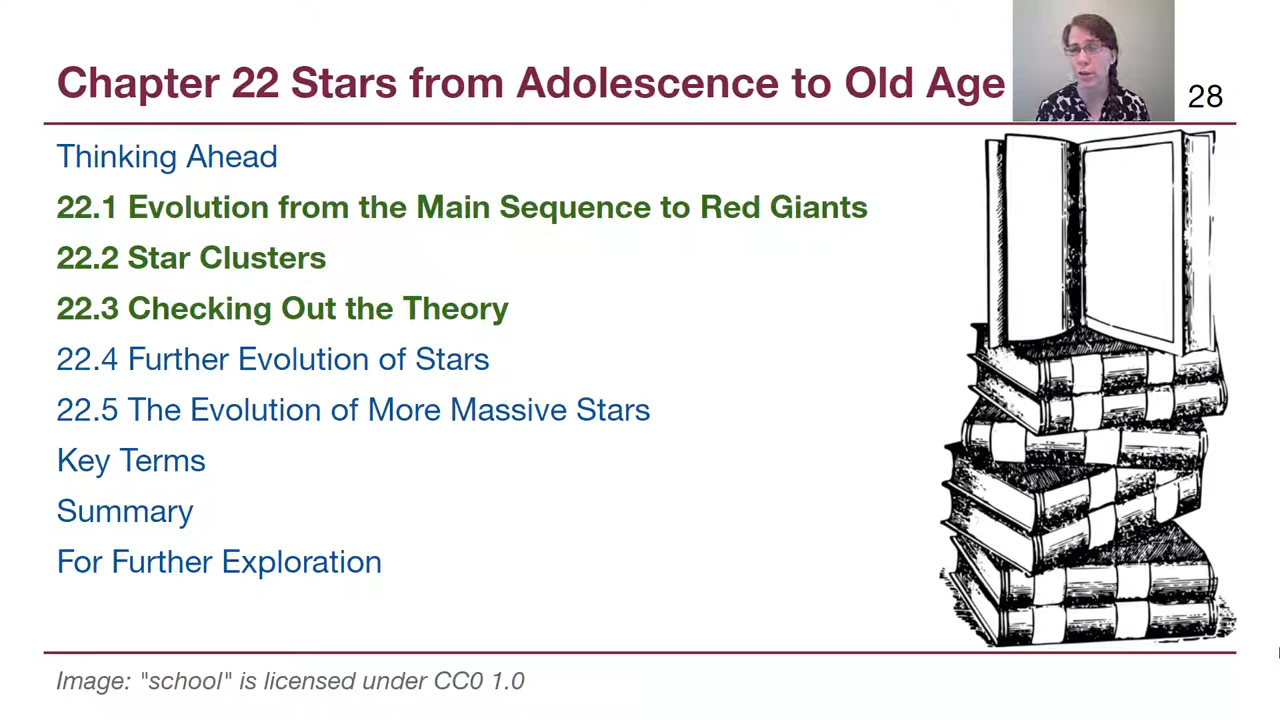 Chapter 22 Stars from Adolescence to Old Age
28
Thinking Ahead
22.1 Evolution from the Main Sequence to Red Giants
22.2 Star Clusters
22.3 Checking Out the Theory
22.4 Further Evolution of Stars
22.5 The Evolution of More Massive Stars
Key Terms
Summary
For Further Exploration
Image: "school" is licensed under CC0 1.0